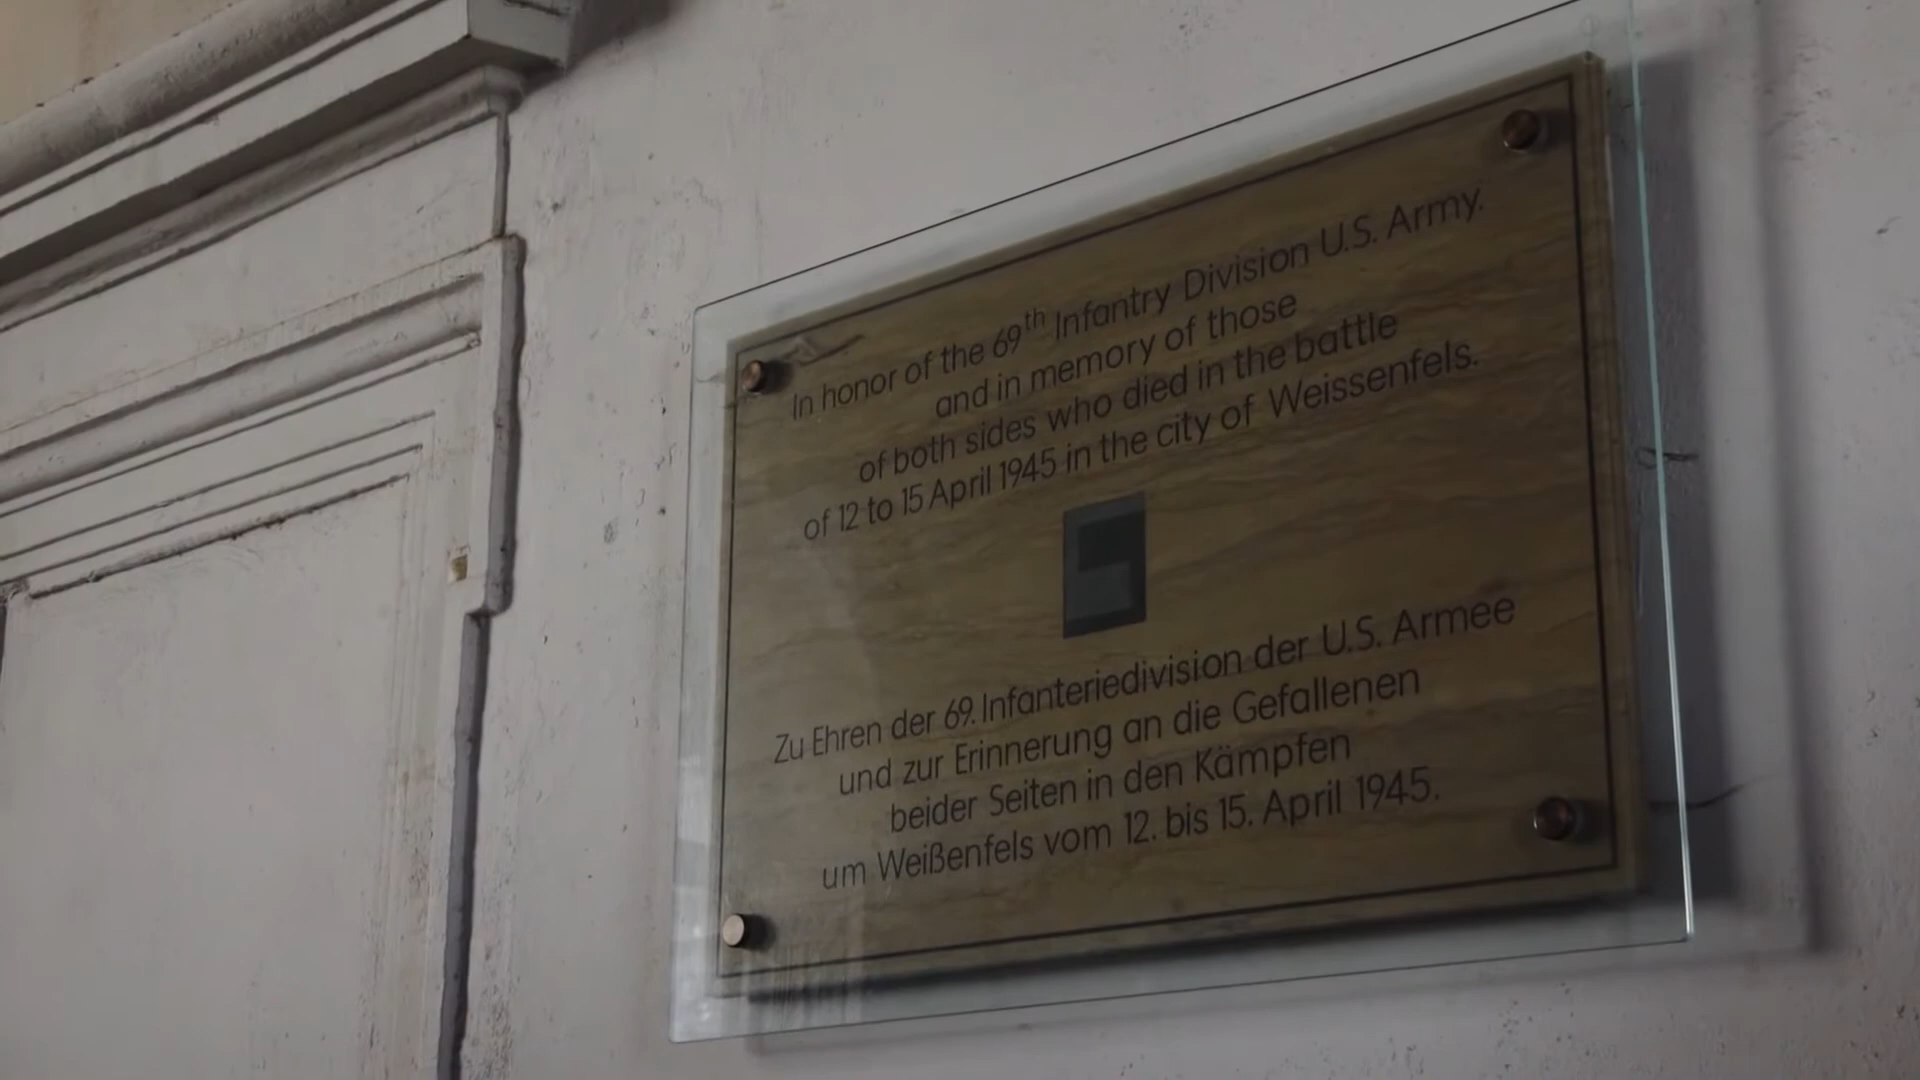 In honor of the 69th Infantry Division U.S. Army.
and in memory of those
of both sides who died in the battle
of 12 to 15 April 1945 in the city of Weissenfels.
Zu Ehren der 69. Infanteriedivision der U.S. Armee
und zur Erinnerung an die Gefallenen
beider Seiten in den Kämpfen
um Weißenfels vom 12. bis 15. April 1945.